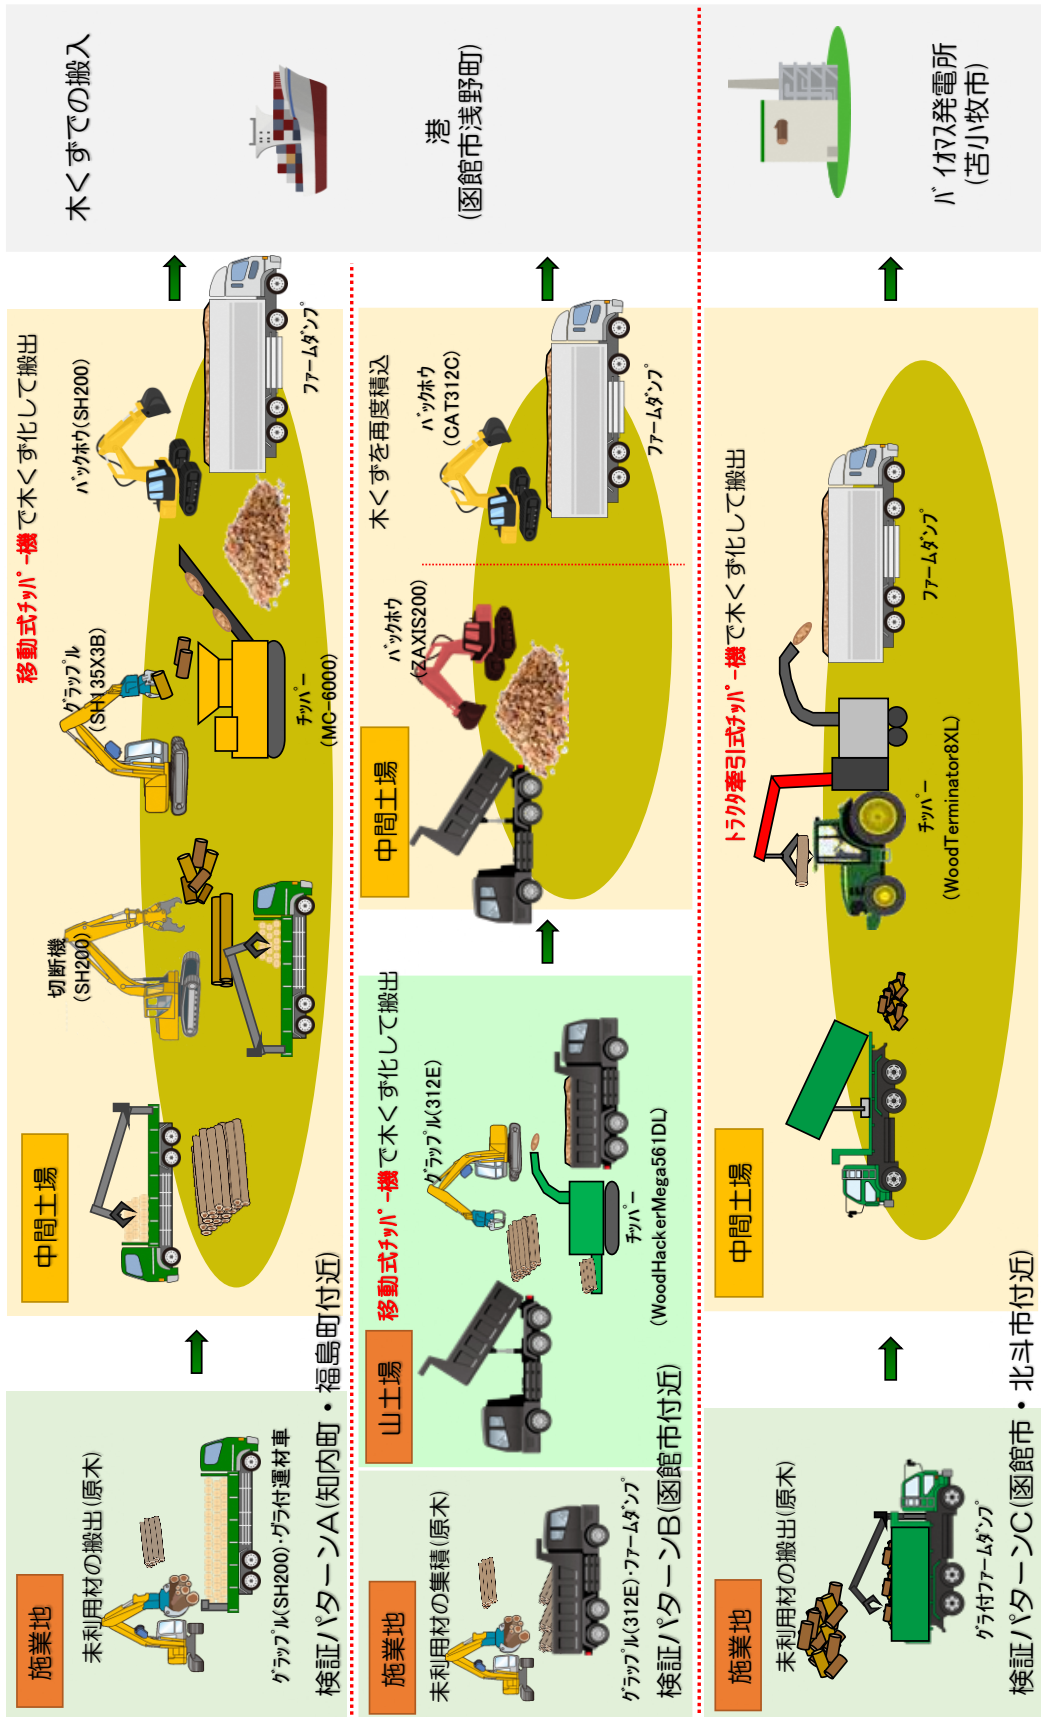 検証パターンA(知内町・福島町付近)
施業地
未利用材の搬出(原木)
グラップル(SH200)・グラ付運材車
中間土場
切断機
(SH200)
移動式チッパー機で木くず化して搬出
グラップル
(SH135X3B)
チッパー
(MC-6000)
バックホウ(SH200)
ファームダンプ
木くずでの搬入
検証パターンB(函館市付近)
施業地
未利用材の集積(原木)
グラップル(312E)・ファームダンプ
山土場
移動式チッパー機で木くず化して搬出
グラップル(312E)
チッパー
(WoodHackerMega561DL)
中間土場
バックホウ
(ZAXIS200)
木くずを再度積込
バックホウ
(CAT312C)
ファームダンプ
港
(函館市浅野町)
検証パターンC(函館市・北斗市付近)
施業地
未利用材の搬出(原木)
グラ付ファームダンプ
中間土場
トラクタ牽引式チッパー機で木くず化して搬出
チッパー
(WoodTerminator8XL)
ファームダンプ
バイオマス発電所
(苫小牧市)